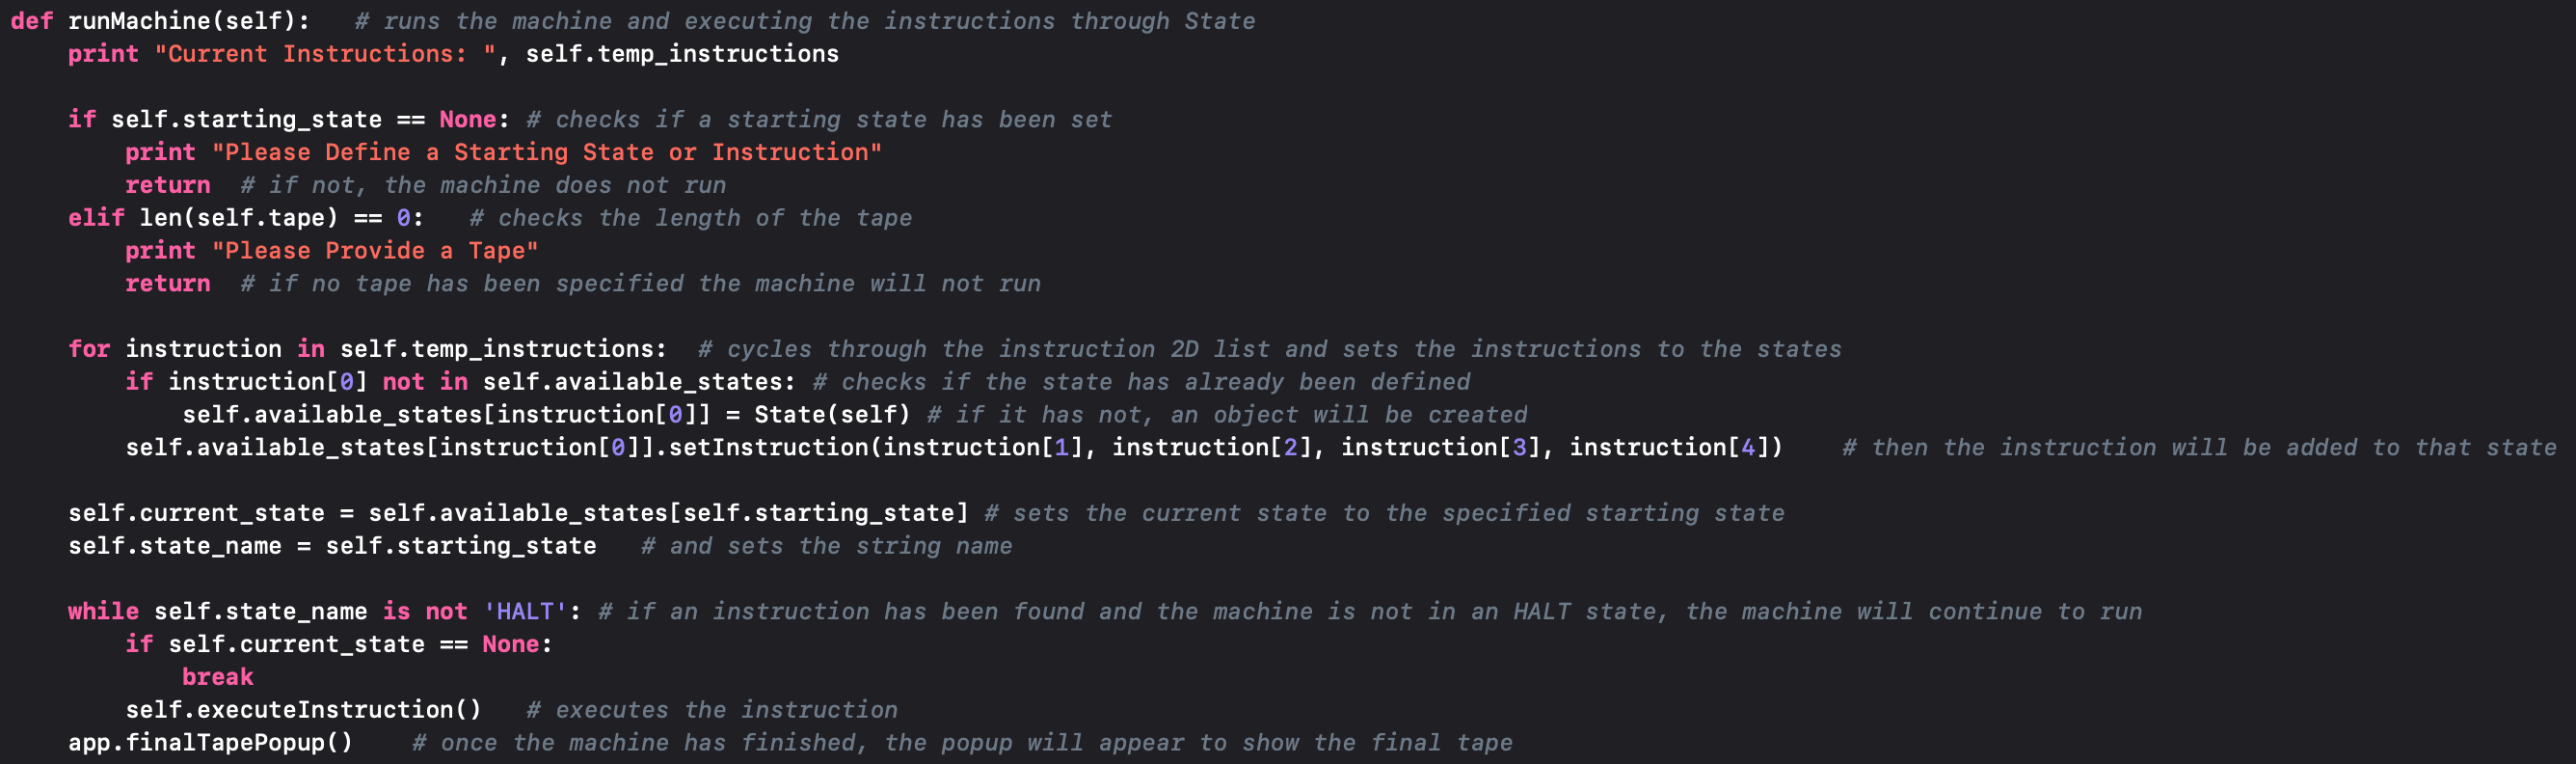 def runMachine(self):   # runs the machine and executing the instructions through State
    print "Current Instructions: ", self.temp_instructions

    if self.starting_state == None: # checks if a starting state has been set
        print "Please Define a Starting State or Instruction"
        return  # if not, the machine does not run
    elif len(self.tape) == 0:   # checks the length of the tape
        print "Please Provide a Tape"
        return  # if no tape has been specified the machine will not run

    for instruction in self.temp_instructions:  # cycles through the instruction 2D list and sets the instructions to the states
        if instruction[0] not in self.available_states: # checks if the state has already been defined
            self.available_states[instruction[0]] = State(self) # if it has not, an object will be created
        self.available_states[instruction[0]].setInstruction(instruction[1], instruction[2], instruction[3], instruction[4])    # then the instruction will be added to that state

    self.current_state = self.available_states[self.starting_state] # sets the current state to the specified starting state
    self.state_name = self.starting_state   # and sets the string name

    while self.state_name is not 'HALT': # if an instruction has been found and the machine is not in an HALT state, the machine will continue to run
        if self.current_state == None:
            break
        self.executeInstruction()   # executes the instruction
    app.finalTapePopup()    # once the machine has finished, the popup will appear to show the final tape